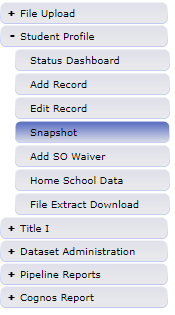 + File Upload
- Student Profile
Status Dashboard
Add Record
Edit Record
Snapshot
Add SO Waiver
Home School Data
File Extract Download
+ Title I
+ Dataset Administration
+ Pipeline Reports
+ Cognos Report